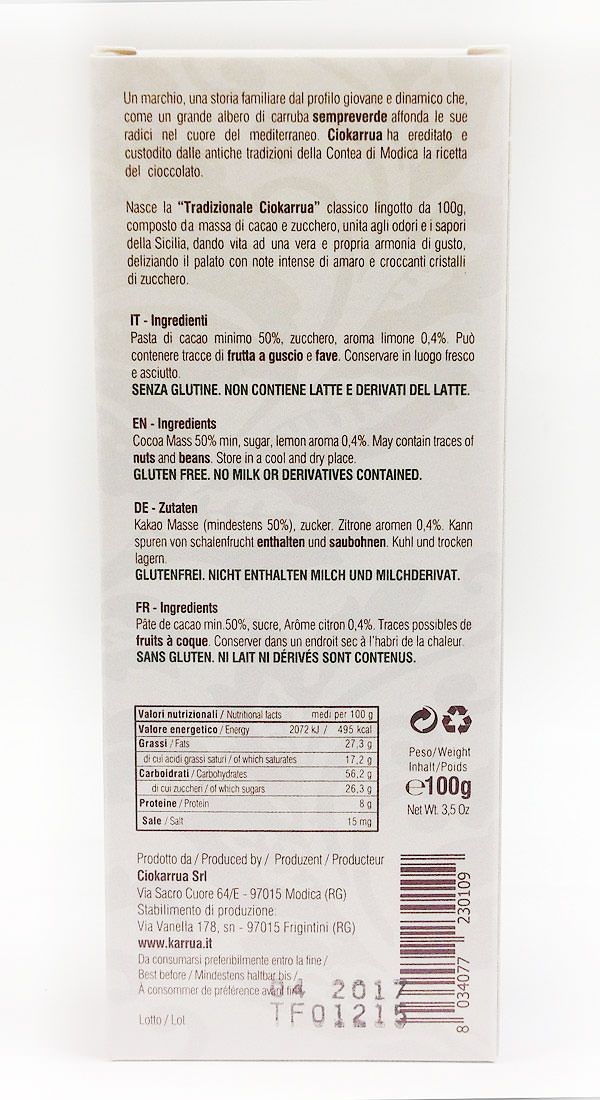 Un marchio, una storia familiare dal profilo giovane e dinamico che,
come un grande albero di carruba sempreverde affonda le sue
radici nel cuore del mediterraneo. Ciokarrua ha ereditato e
custodito dalle antiche tradizioni della Contea di Modica la ricetta
del cioccolato.
Nasce la “Tradizionale Ciokarrua” classico lingotto da 100g,
composto da massa di cacao e zucchero, unita agli odori e i sapori
della Sicilia, dando vita ad una vera e propria armonia di gusto,
deliziando il palato con note intense di amaro e croccanti cristalli
di zucchero.
IT - Ingredienti
Pasta di cacao minimo 50%, zucchero, aroma limone 0,4%. Può
contenere tracce di frutta a guscio e fave. Conservare in luogo fresco
e asciutto.
SENZA GLUTINE. NON CONTIENE LATTE E DERIVATI DEL LATTE.
EN - Ingredients
Cocoa Mass 50% min, sugar, lemon aroma 0,4%. May contain traces of
nuts and beans. Store in a cool and dry place.
GLUTEN FREE. NO MILK OR DERIVATIVES CONTAINED.
DE - Zutaten
Kakao Masse (mindestens 50%), zucker. Zitrone aromen 0,4%. Kann
spuren von schalenfrucht enthalten und saubohnen. Kuhl und trocken
lagern.
GLUTENFREI. NICHT ENTHALTEN MILCH UND MILCHDERIVAT.
FR - Ingredients
Pâte de cacao min.50%, sucre, Arôme citron 0,4%. Traces possibles de
fruits à coque. Conserver dans un endroit sec à l'habri de la chaleur.
SANS GLUTEN. NI LAIT NI DÉRIVÉS SONT CONTENUS.
Valori nutrizionali / Nutritional facts medi per 100 g
Valore energetico / Energy 2072 kJ / 495 kcal
Grassi / Fats 27,3 g
di cui acidi grassi saturi / of which saturates 17,2 g
Carboidrati / Carbohydrates 56,2 g
di cui zuccheri / of which sugars 26,3 g
Proteine / Protein 8 g
Sale / Salt 15 mg
Peso/Weight
Inhalt/Poids
℮100g
Net Wt. 3,5 Oz
Prodotto da / Produced by / Produzent / Producteur
Ciokarrua Srl
Via Sacro Cuore 64/E - 97015 Modica (RG)
Stabilimento di produzione:
Via Vanella 178, sn - 97015 Frigintini (RG)
www.karrua.it
Da consumarsi preferibilmente entro la fine /
Best before / Mindestens haltbar bis /
À consommer de préférence avant fin
04 2017
Lotto / Lot
TF01215
8 034077 230109